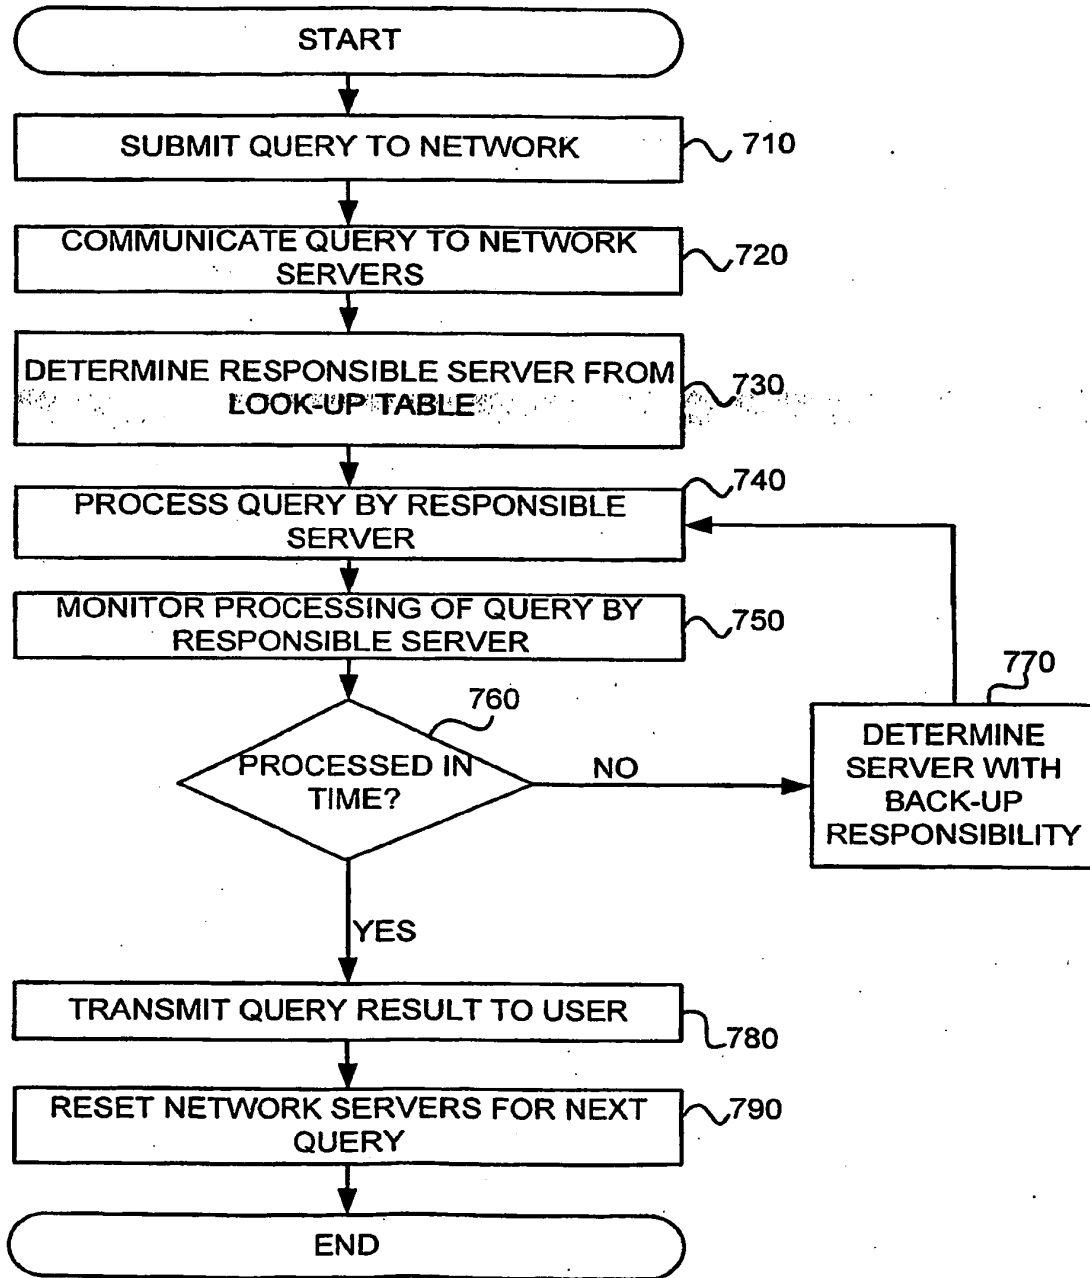 START
SUBMIT QUERY TO NETWORK
710
COMMUNICATE QUERY TO NETWORK
SERVERS
720
DETERMINE RESPONSIBLE SERVER FROM
LOOK-UP TABLE
730
PROCESS QUERY BY RESPONSIBLE
SERVER
740
MONITOR PROCESSING OF QUERY BY
RESPONSIBLE SERVER
750
760
PROCESSED IN
TIME?
NO
770
DETERMINE
SERVER WITH
BACK-UP
RESPONSIBILITY
YES
TRANSMIT QUERY RESULT TO USER
780
RESET NETWORK SERVERS FOR NEXT
QUERY
790
END